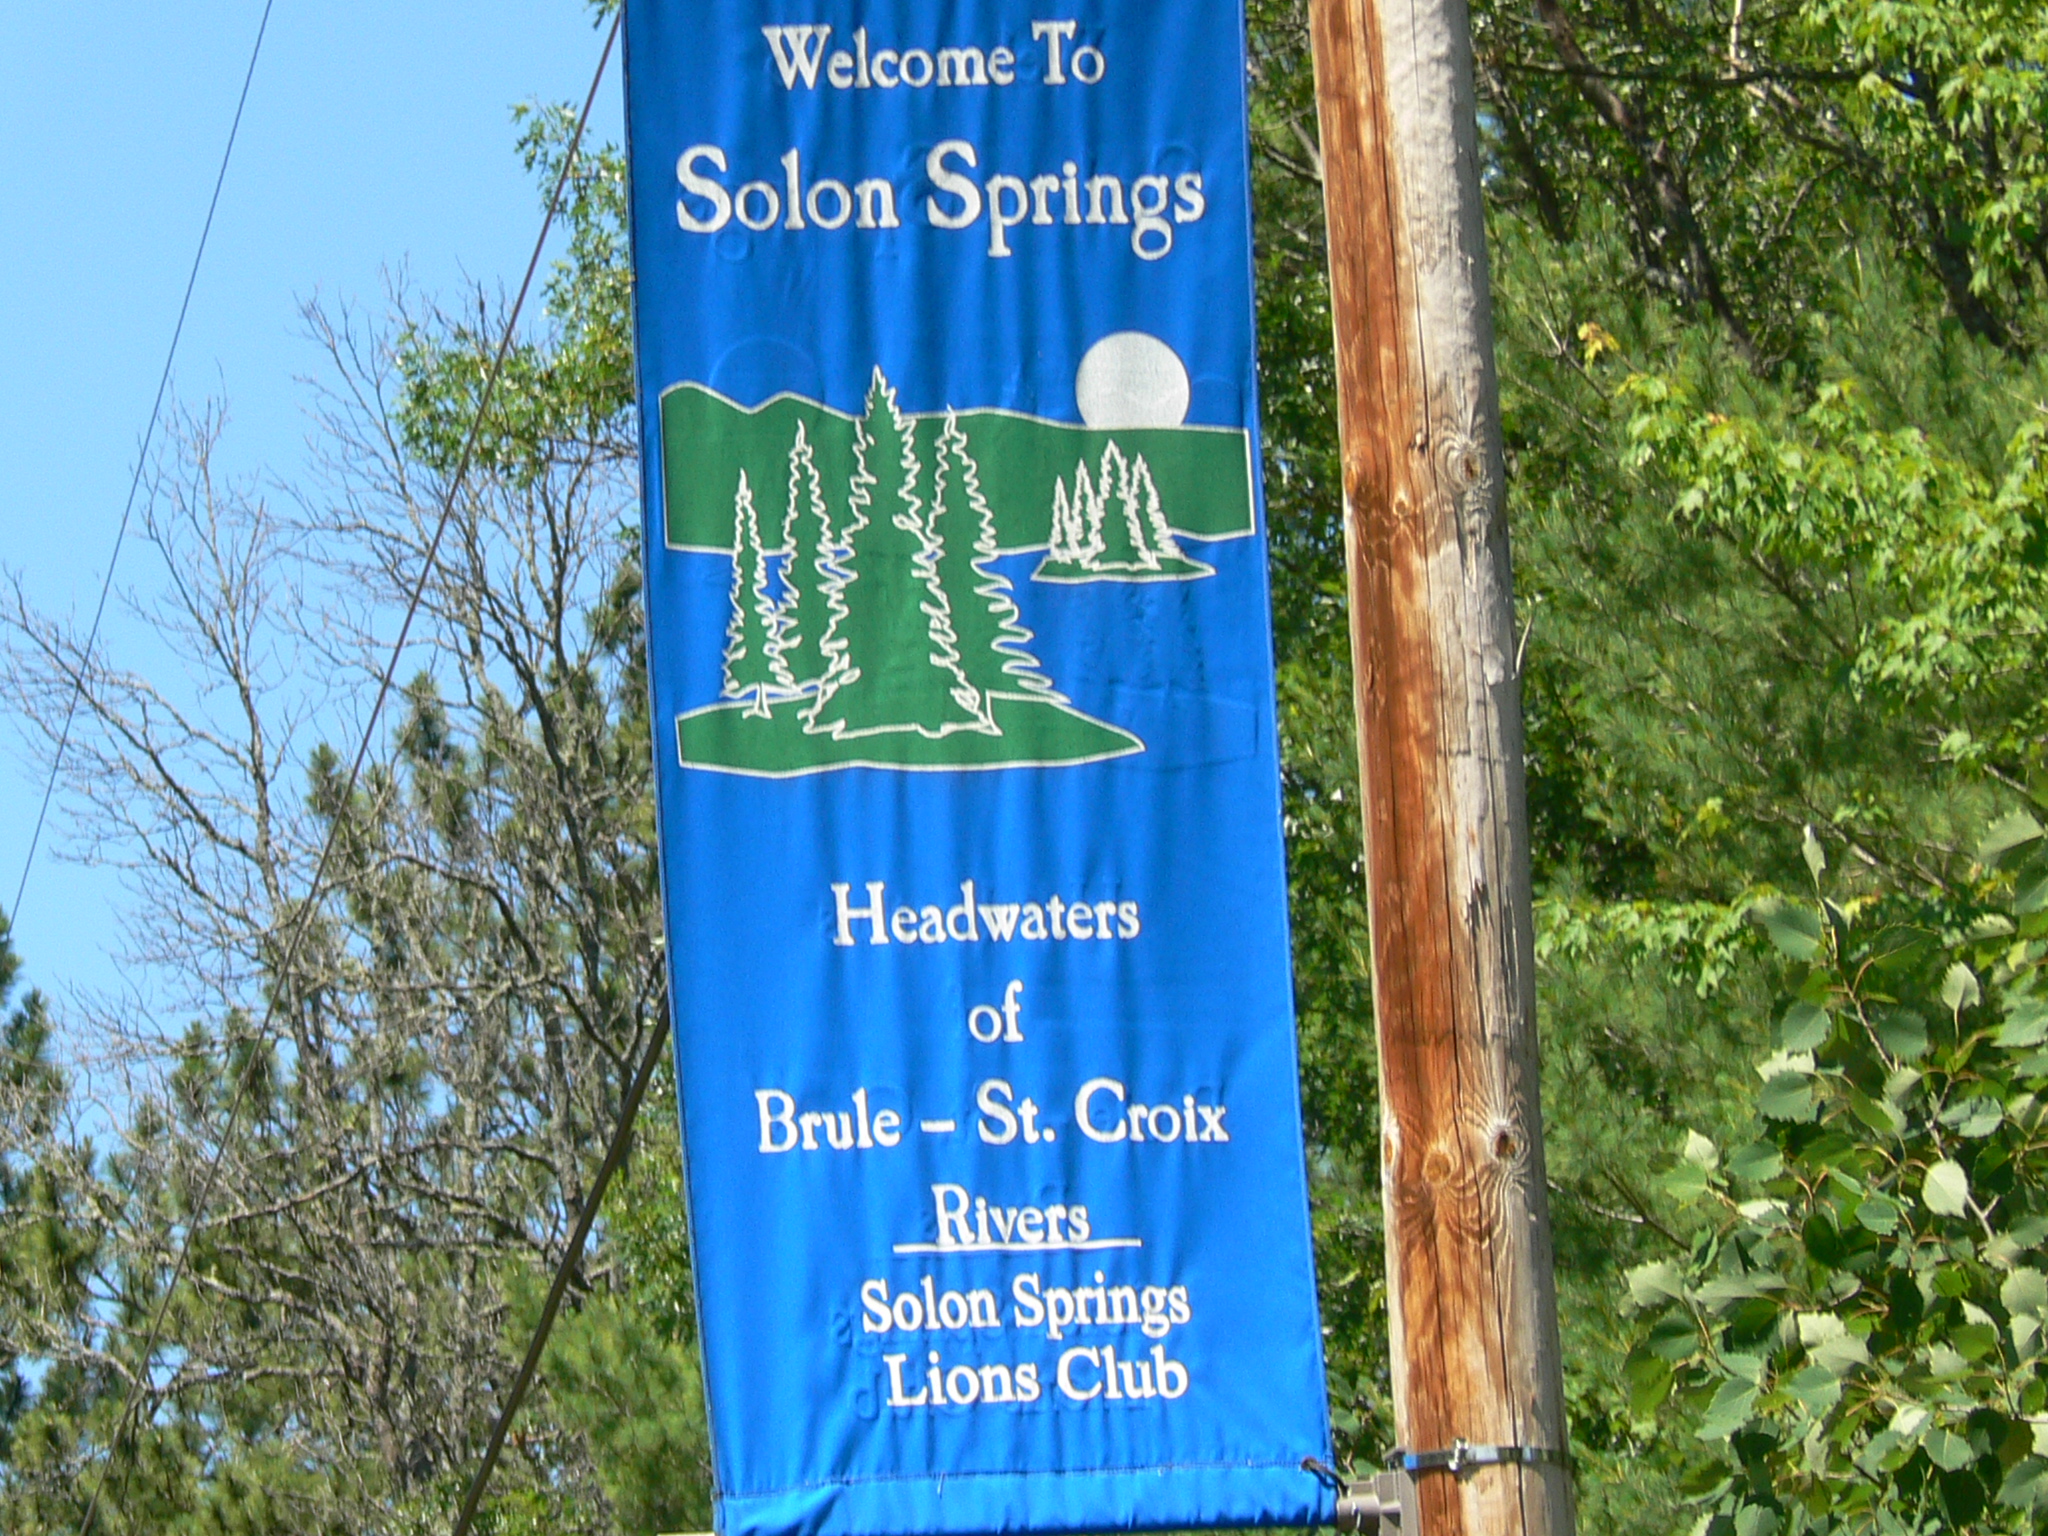 Welcome To
Solon Springs
Headwaters
of
Brule – St. Croix
Rivers
Solon Springs
Lions Club